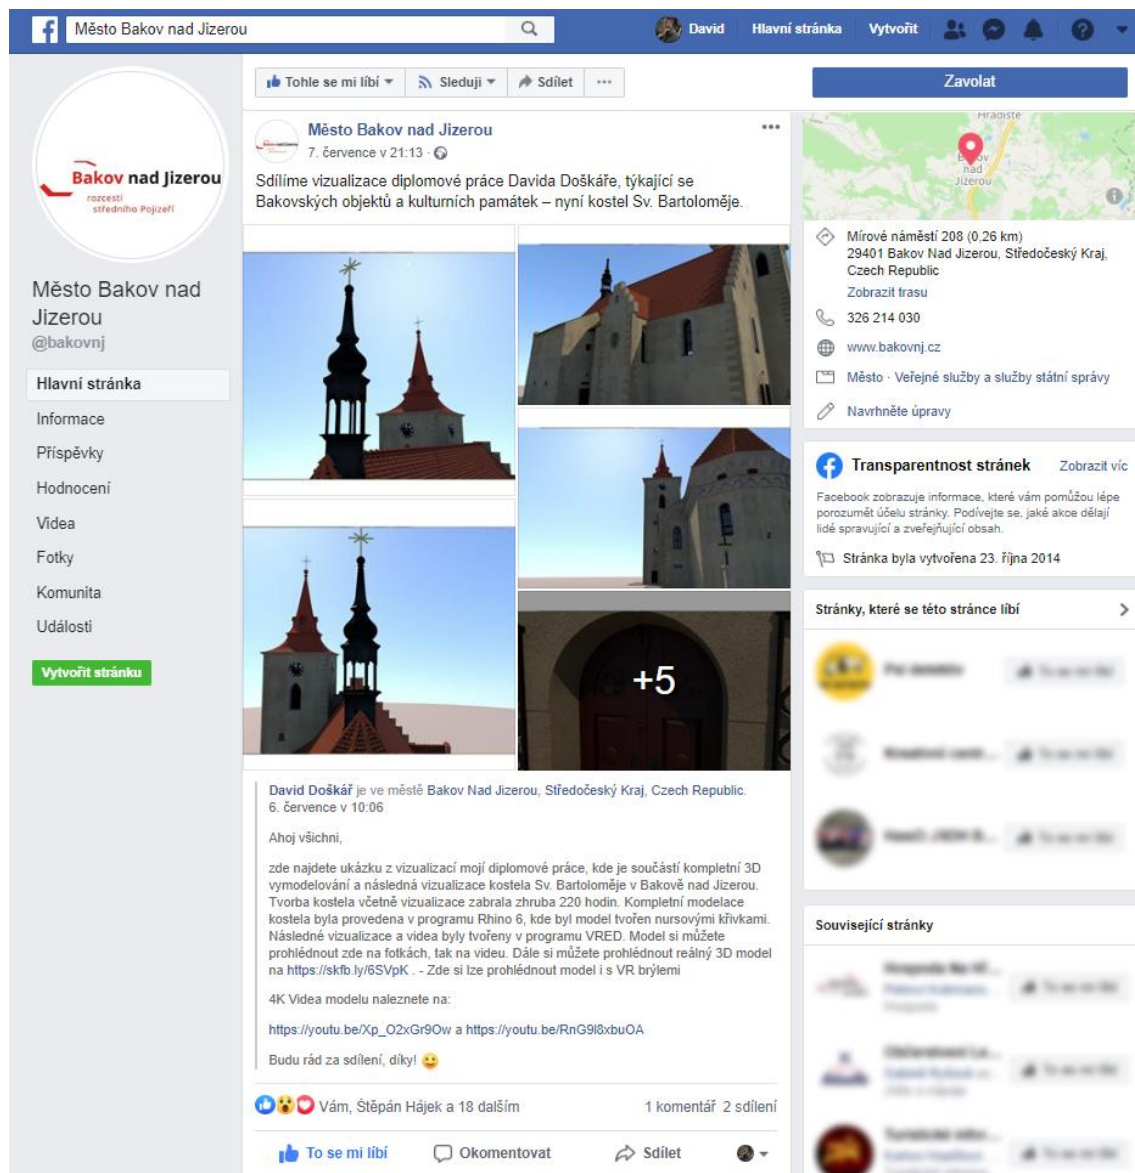 Město Bakov nad Jizerou
David
Hlavní stránka
Vytvořit
Bakov nad Jizerou
rozcestí
středního Pojizeří
Město Bakov nad
Jizerou
@bakovnj
Hlavní stránka
Informace
Příspěvky
Hodnocení
Videa
Fotky
Komunita
Události
Vytvořit stránku
Tohle se mi líbí
Sleduji
Sdílet
Město Bakov nad Jizerou
7. července v 21:13 ·
Sdílíme vizualizace diplomové práce Davida Doškáře, týkající se
Bakovských objektů a kulturních památek – nyní kostel Sv. Bartoloměje.
+5
David Doškář je ve městě Bakov Nad Jizerou, Středočeský Kraj, Czech Republic.
6. července v 10:06
Ahoj všichni,
zde najdete ukázku z vizualizací mojí diplomové práce, kde je součástí kompletní 3D
vymodelování a následná vizualizace kostela Sv. Bartoloměje v Bakově nad Jizerou.
Tvorba kostela včetně vizualizace zabrala zhruba 220 hodin. Kompletní modelace
kostela byla provedena v programu Rhino 6, kde byl model tvořen nursovými křivkami.
Následné vizualizace a videa byly tvořeny v programu VRED. Model si můžete
prohlédnout zde na fotkách, tak na videu. Dále si můžete prohlédnout reálný 3D model
na https://skfb.ly/6SVpK . - Zde si lze prohlédnout model i s VR brýlemi
4K Videa modelu naleznete na:
https://youtu.be/Xp_O2xGr9Ow a https://youtu.be/RnG9l8xbuOA
Budu rád za sdílení, díky!
Vám, Štěpán Hájek a 18 dalším
1 komentář 2 sdílení
To se mi líbí
Okomentovat
Sdílet
Zavolat
Hradiště
Bakov
nad
Jizerou
Mírové náměstí 208 (0,26 km)
29401 Bakov Nad Jizerou, Středočeský Kraj,
Czech Republic
Zobrazit trasu
326 214 030
www.bakovnj.cz
Město · Veřejné služby a služby státní správy
Navrhněte úpravy
Transparentnost stránek
Zobrazit víc
Facebook zobrazuje informace, které vám pomůžou lépe
porozumět účelu stránky. Podívejte se, jaké akce dělají
lidé spravující a zveřejňující obsah.
Stránka byla vytvořena 23. října 2014
Stránky, které se této stránce líbí
Související stránky